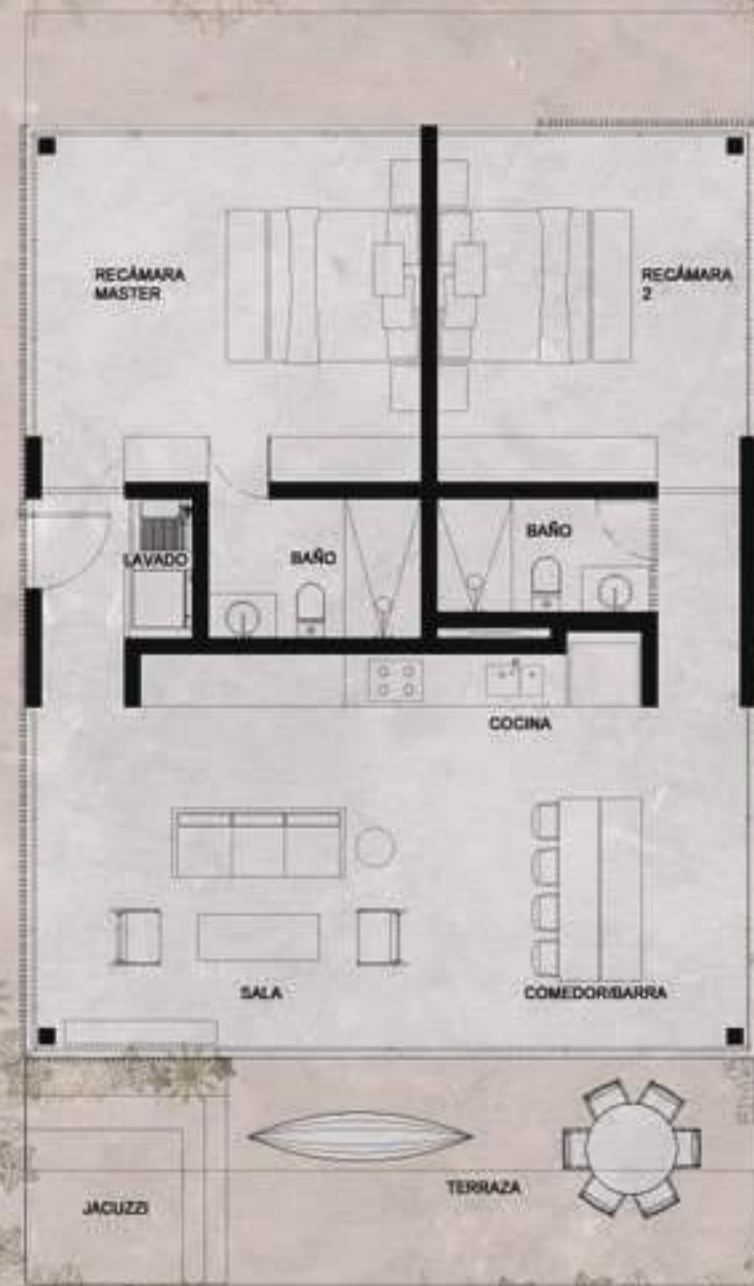 RECÁMARA
MASTER
RECÁMARA
2
LAVADO
BAÑO
BAÑO
COCINA
SALA
COMEDOR/BARRA
TERRAZA
JACUZZI